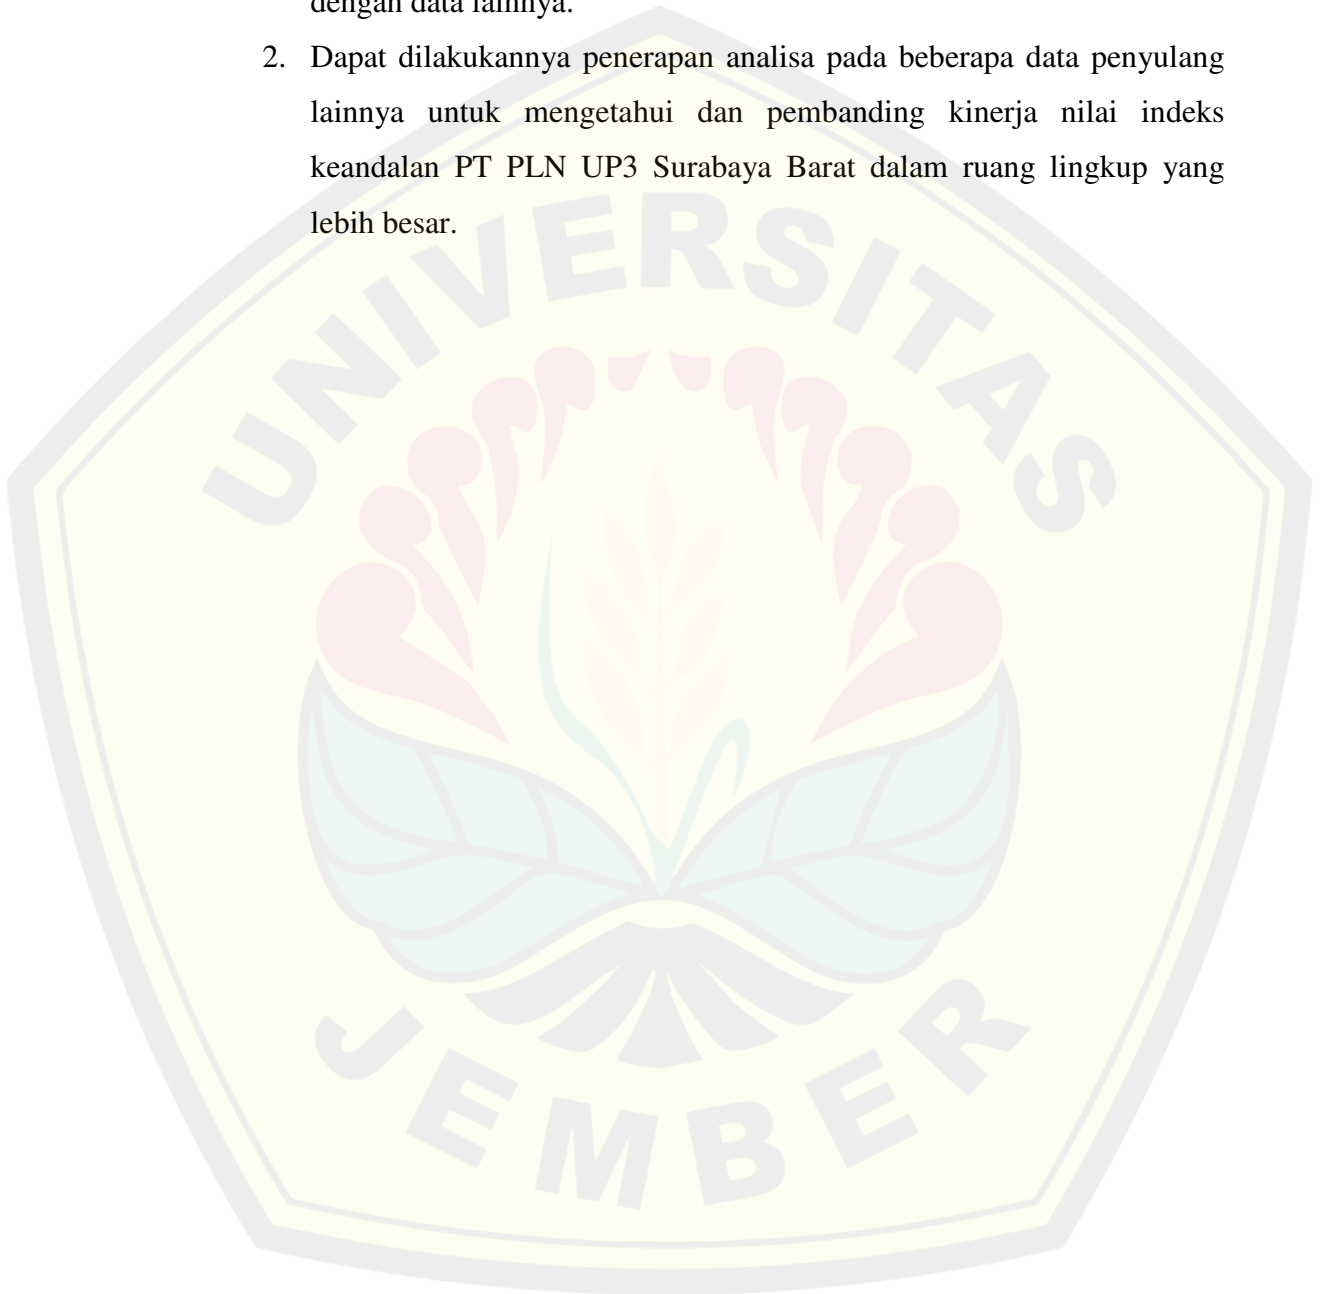 dengan data lainnya.
2. Dapat dilakukannya penerapan analisa pada beberapa data penyulang
lainnya untuk mengetahui dan pembanding kinerja nilai indeks
keandalan PT PLN UP3 Surabaya Barat dalam ruang lingkup yang
lebih besar.
UNIVERSITAS
JEMBER